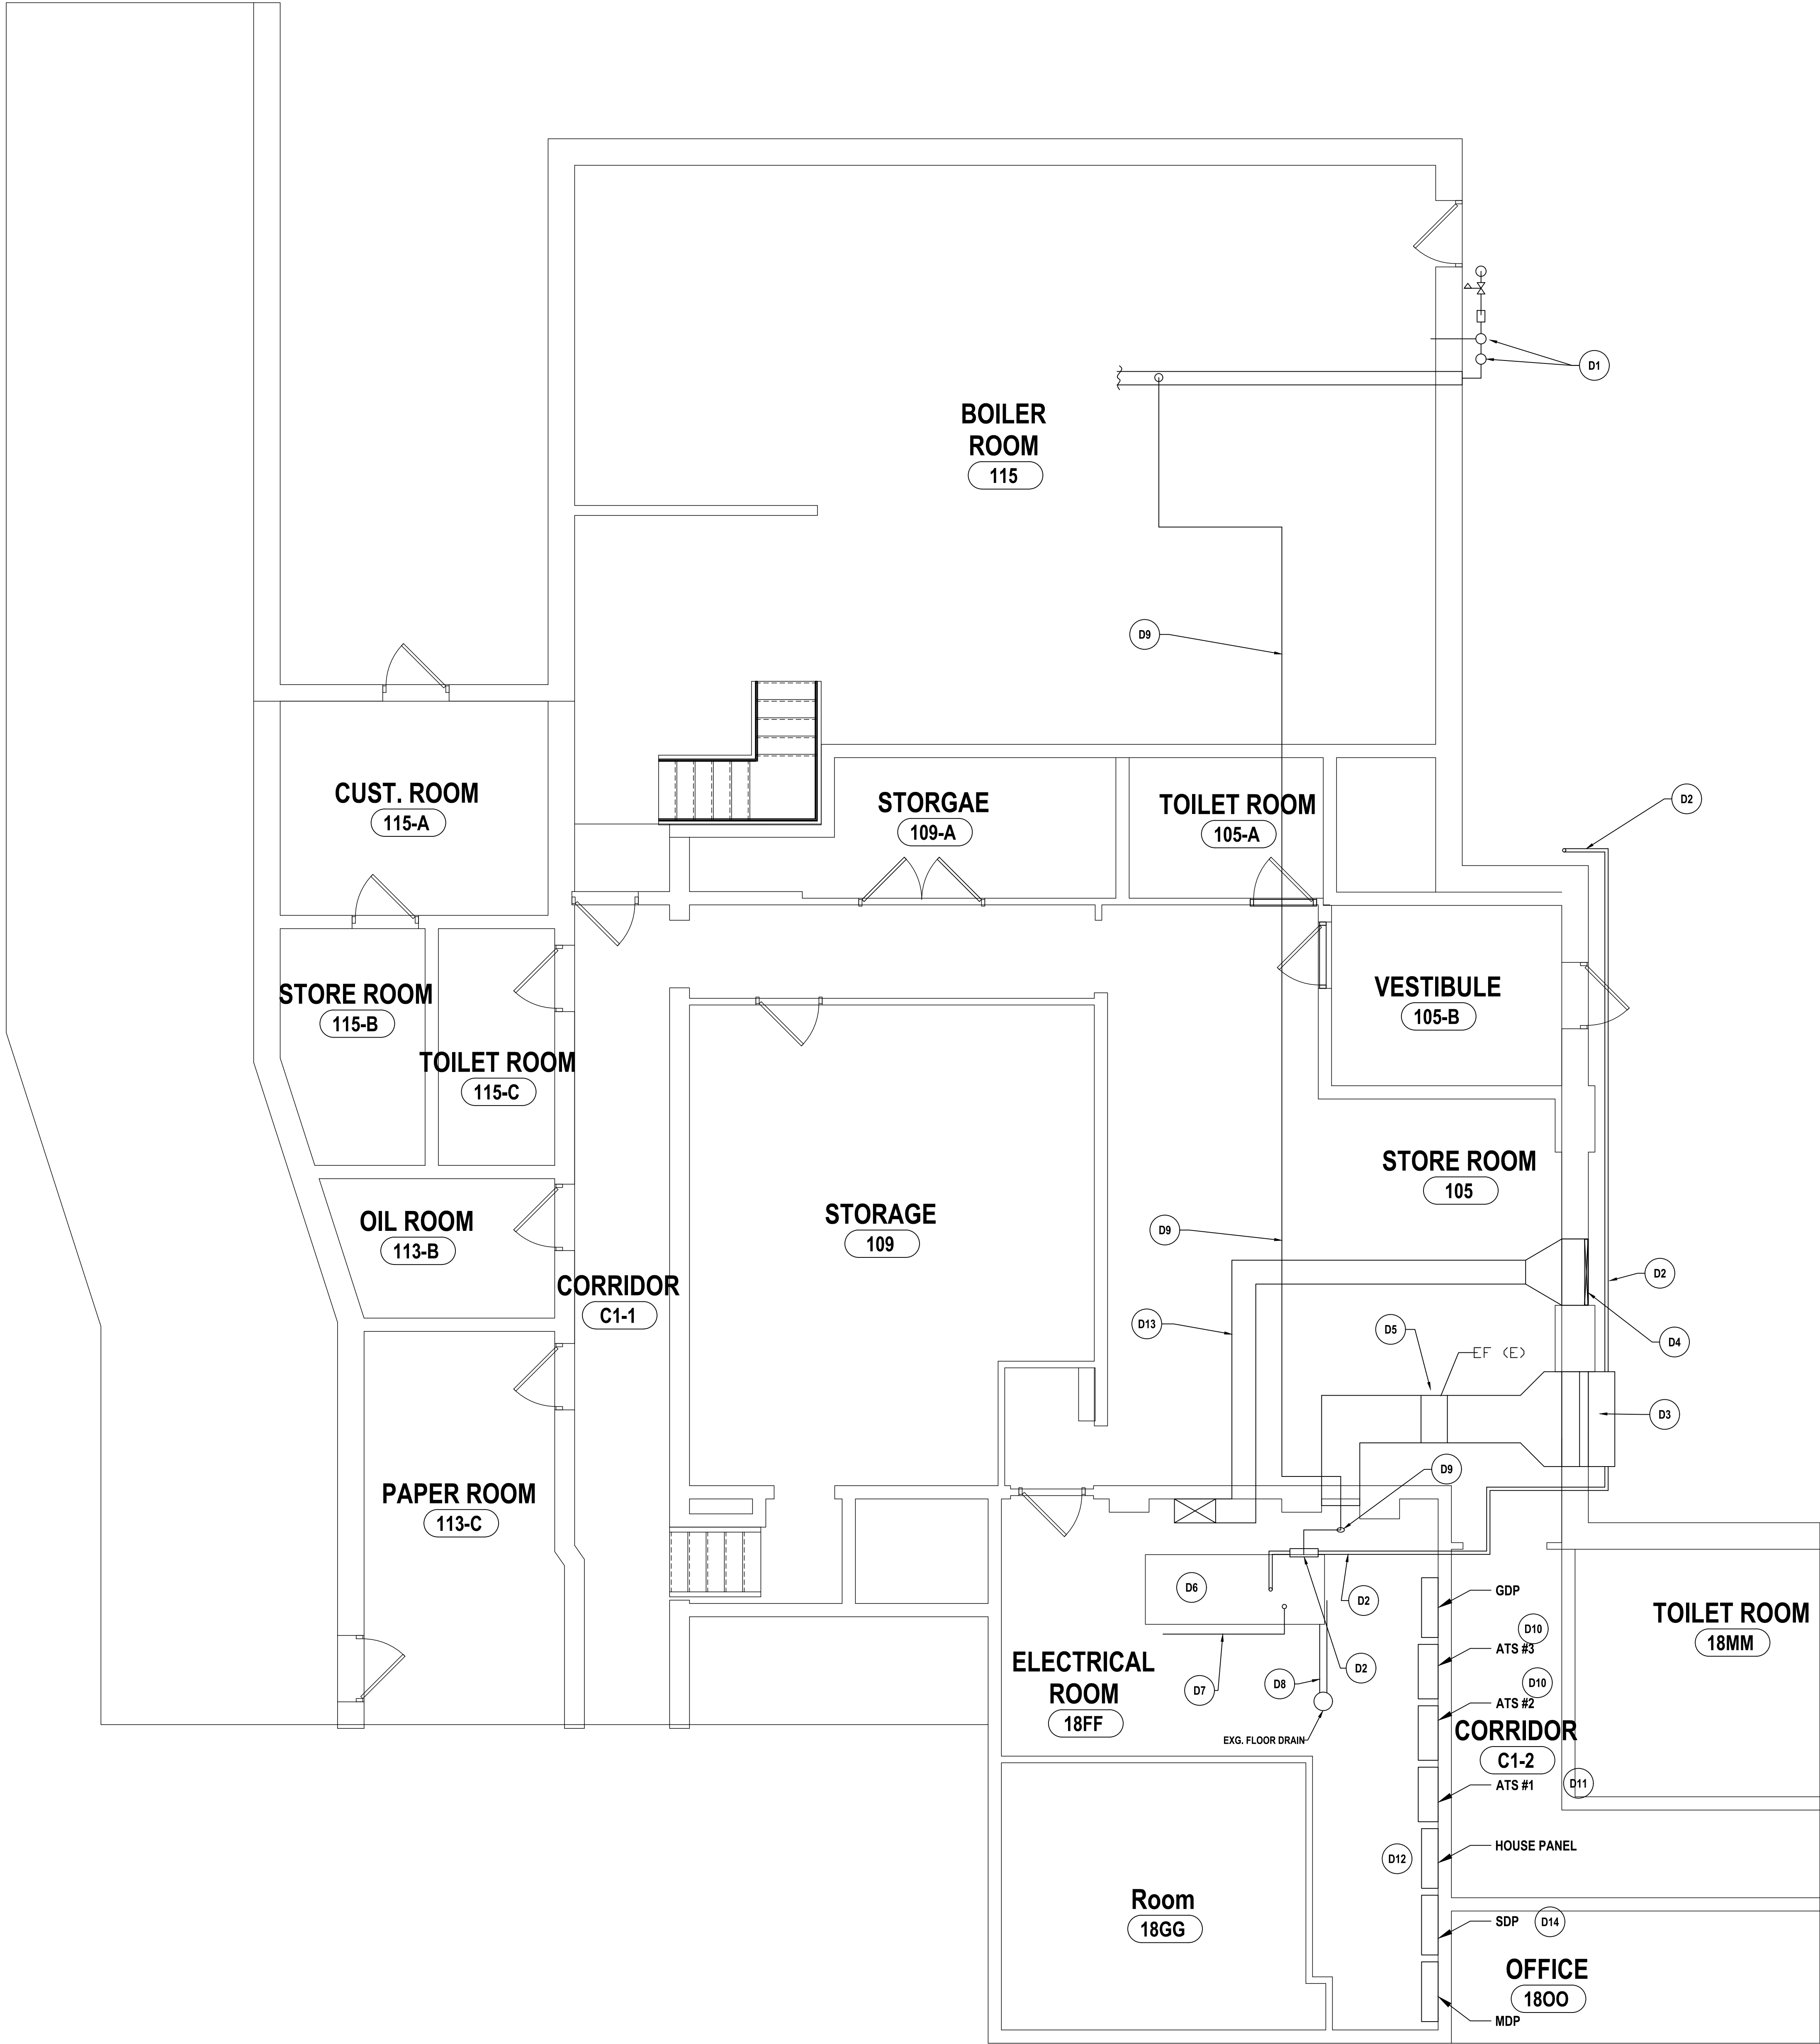 D1
BOILER
ROOM
115
D9
CUST. ROOM
115-A
STORGAE
109-A
TOILET ROOM
105-A
D2
STORE ROOM
115-B
VESTIBULE
105-B
TOILET ROOM
115-C
STORE ROOM
105
OIL ROOM
113-B
STORAGE
109
D9
D2
CORRIDOR
C1-1
D13
D5
EF (E)
D4
D3
D9
PAPER ROOM
113-C
D6
D2
GDP
TOILET ROOM
18MM
D10
ATS #3
ELECTRICAL
ROOM
18FF
D7
D8
D2
D10
ATS #2
EXG. FLOOR DRAIN
CORRIDOR
C1-2
ATS #1
D11
HOUSE PANEL
D12
Room
18GG
SDP
D14
OFFICE
18OO
MDP